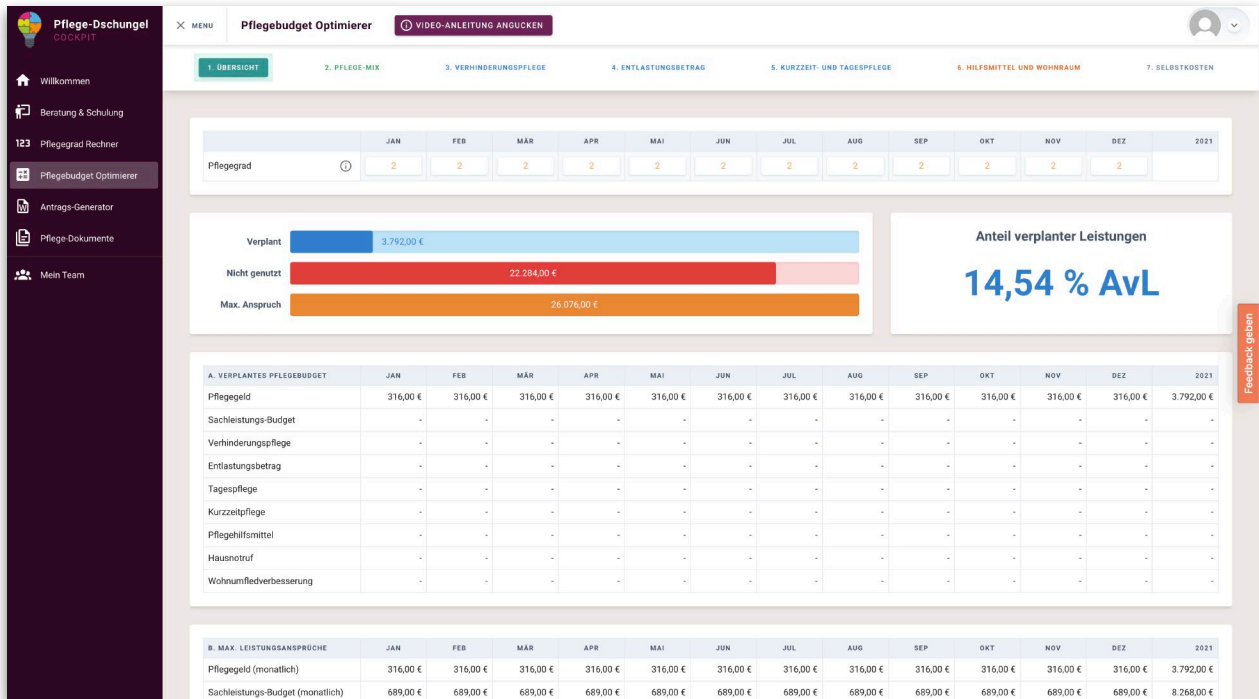 Pflege-Dschungel
COCKPIT
Willkommen
Beratung & Schulung
123 Pflegegrad Rechner
Pflegebudget Optimierer
Antrags-Generator
Pflege-Dokumente
Mein Team
MENU Pflegebudget Optimierer VIDEO-ANLEITUNG ANGUCKEN
1. ÜBERSICHT 2. PFLEGE-MIX 3. VERHINDERUNGSPFLEGE 4. ENTLASTUNGSBETRAG 5. KURZZEIT- UND TAGESPFLEGE 6. HILFSMITTEL UND WOHNRAUM 7. SELBSTKOSTEN
JAN FEB MÄR APR MAI JUN JUL AUG SEP OKT NOV DEZ 2021
Pflegegrad 2 2 2 2 2 2 2 2 2 2 2 2
Verplant 3.792,00 €
Nicht genutzt 22.284,00 €
Max. Anspruch 26.076,00 €
Anteil verplanter Leistungen
14,54 % AvL
Feedback geben
A. VERPLANTES PFLEGEBUDGET JAN FEB MÄR APR MAI JUN JUL AUG SEP OKT NOV DEZ 2021
Pflegegeld 316,00 € 316,00 € 316,00 € 316,00 € 316,00 € 316,00 € 316,00 € 316,00 € 316,00 € 316,00 € 316,00 € 316,00 € 3.792,00 €
Sachleistungs-Budget - - - - - - - - - - - - -
Verhinderungspflege - - - - - - - - - - - - -
Entlastungsbetrag - - - - - - - - - - - - -
Tagespflege - - - - - - - - - - - - -
Kurzzeitpflege - - - - - - - - - - - - -
Pflegehilfsmittel - - - - - - - - - - - - -
Hausnotruf - - - - - - - - - - - - -
Wohnumfledverbesserung - - - - - - - - - - - - -
B. MAX. LEISTUNGSANSPRÜCHE JAN FEB MÄR APR MAI JUN JUL AUG SEP OKT NOV DEZ 2021
Pflegegeld (monatlich) 316,00 € 316,00 € 316,00 € 316,00 € 316,00 € 316,00 € 316,00 € 316,00 € 316,00 € 316,00 € 316,00 € 316,00 € 3.792,00 €
Sachleistungs-Budget (monatlich) 689,00 € 689,00 € 689,00 € 689,00 € 689,00 € 689,00 € 689,00 € 689,00 € 689,00 € 689,00 € 689,00 € 689,00 € 8.268,00 €